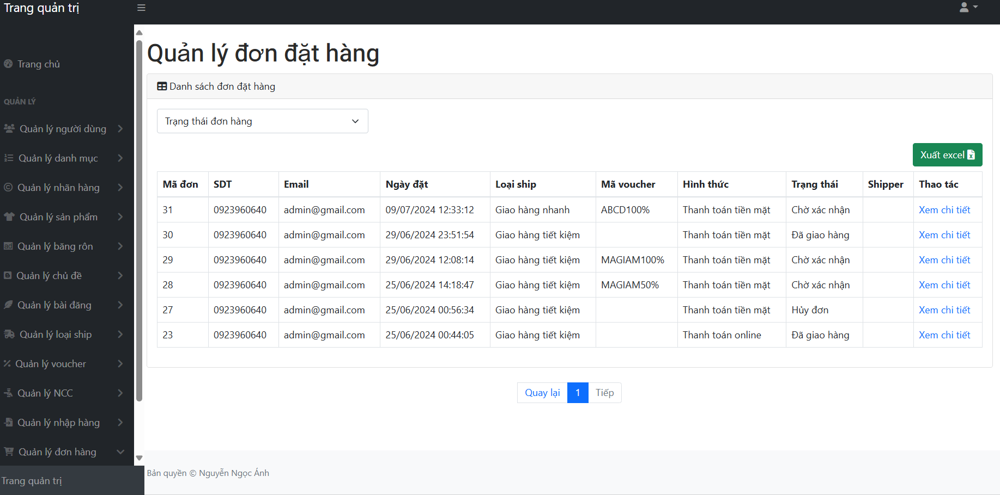 Trang quản trị
Trang chủ
QUẢN LÝ
Quản lý người dùng
Quản lý danh mục
Quản lý nhãn hàng
Quản lý sản phẩm
Quản lý băng rôn
Quản lý chủ đề
Quản lý bài đăng
Quản lý loại ship
Quản lý voucher
Quản lý NCC
Quản lý nhập hàng
Quản lý đơn hàng
Trang quản trị
Quản lý đơn đặt hàng
Danh sách đơn đặt hàng
Trạng thái đơn hàng
Xuất excel
Mã đơn SDT Email Ngày đặt Loại ship Mã voucher Hình thức Trạng thái Shipper Thao tác
31 0923960640 admin@gmail.com 09/07/2024 12:33:12 Giao hàng nhanh ABCD100% Thanh toán tiền mặt Chờ xác nhận Xem chi tiết
30 0923960640 admin@gmail.com 29/06/2024 23:51:54 Giao hàng tiết kiệm Thanh toán tiền mặt Đã giao hàng Xem chi tiết
29 0923960640 admin@gmail.com 29/06/2024 12:08:14 Giao hàng tiết kiệm MAGIAM100% Thanh toán tiền mặt Chờ xác nhận Xem chi tiết
28 0923960640 admin@gmail.com 25/06/2024 14:18:47 Giao hàng tiết kiệm MAGIAM50% Thanh toán tiền mặt Chờ xác nhận Xem chi tiết
27 0923960640 admin@gmail.com 25/06/2024 00:56:34 Giao hàng tiết kiệm Thanh toán tiền mặt Hủy đơn Xem chi tiết
23 0923960640 admin@gmail.com 25/06/2024 00:44:05 Giao hàng tiết kiệm Thanh toán online Đã giao hàng Xem chi tiết
Quay lại 1 Tiếp
Bản quyền © Nguyễn Ngọc Ánh